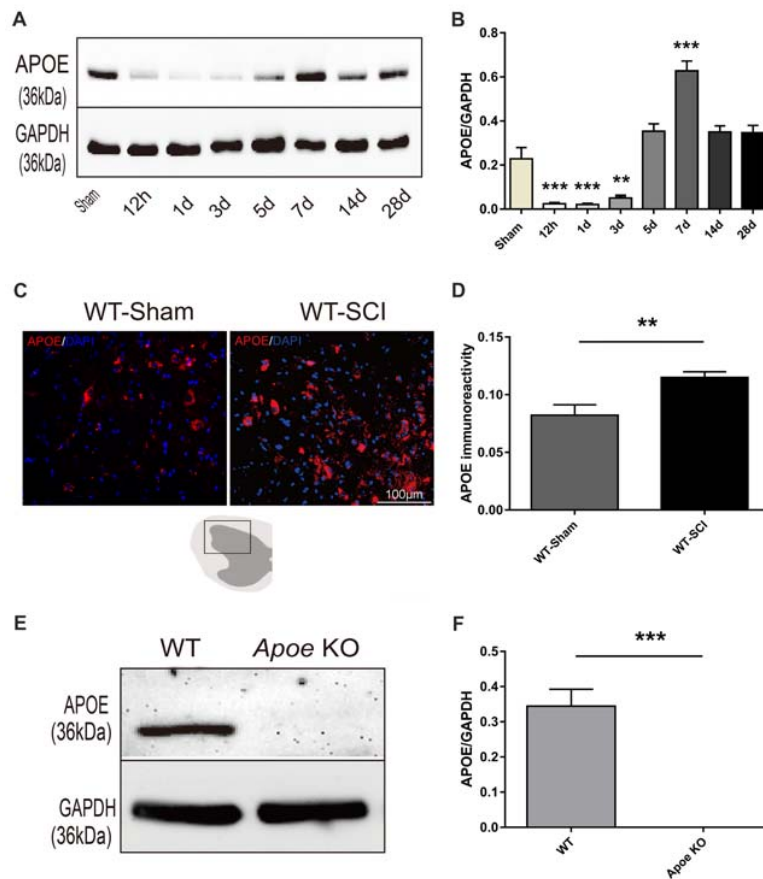 A
APOE
(36kDa)
GAPDH
(36kDa)
Sham 12h 1d 3d 5d 7d 14d 28d
B
APOE/GAPDH
0.8
0.6
0.4
0.2
0.0
*** *** ** ***
Sham 12h 1d 3d 5d 7d 14d 28d
C
WT-Sham WT-SCI
APOE/DAPI APOE/DAPI
100μm
D
APOE immunoreactivity
0.15
0.10
0.05
0.00
**
WT-Sham WT-SCI
E
WT Apoe KO
APOE
(36kDa)
GAPDH
(36kDa)
F
APOE/GAPDH
0.5
0.4
0.3
0.2
0.1
0.0
***
WT Apoe KO